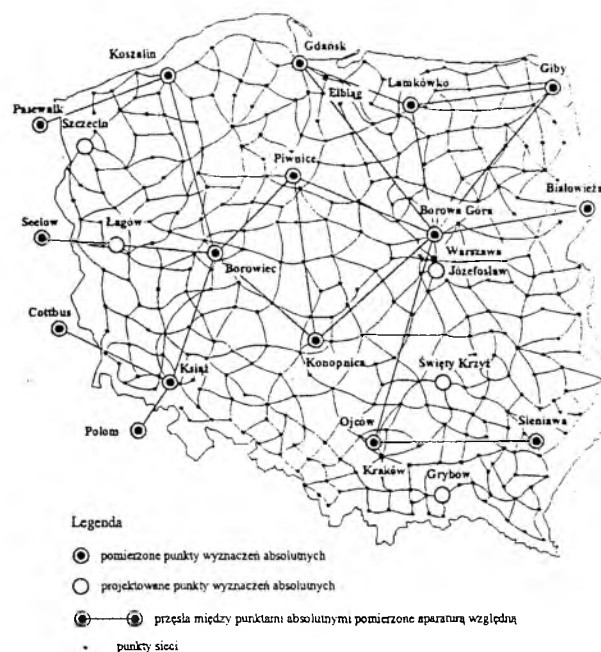 Gdańsk
Koszalin
Giby
Elbląg
Lamkówko
Pasewalk
Szczecin
Piwnice
Białowieża
Borowa Góra
Seelow
Łagów
Warszawa
Borowiec
Józefosław
Cottbus
Konopnica
Święty Krzyż
Książ
Ojców
Sieniawa
Polom
Kraków
Grybów
Legenda
pomierzone punkty wyznaczeń absolutnych
projektowane punkty wyznaczeń absolutnych
przęsła między punktami absolutnymi pomierzone aparaturą względną
punkty sieci